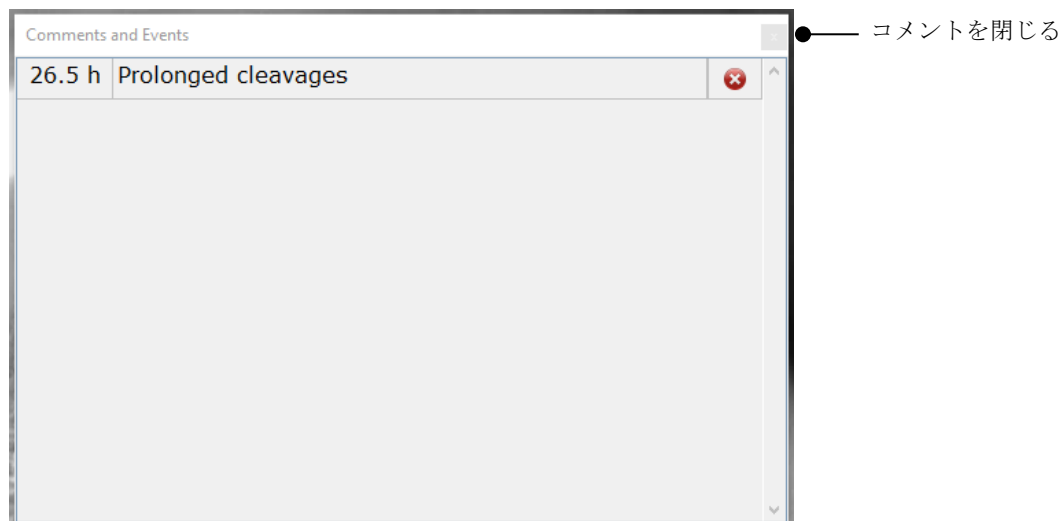 Comments and Events
コメントを閉じる
26.5 h Prolonged cleavages